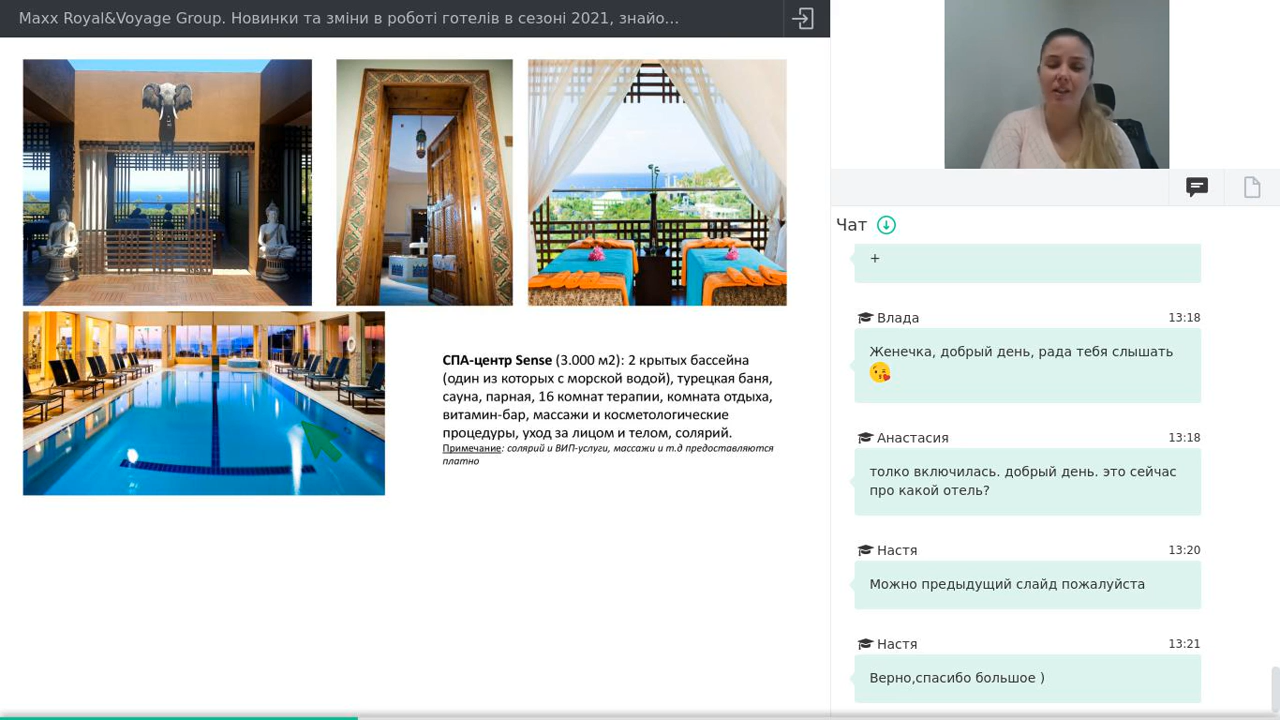 Maxx Royal&Voyage Group. Новинки та зміни в роботі готелів в сезоні 2021, знайо...
СПА-центр Sense (3.000 м2): 2 крытых бассейна
(один из которых с морской водой), турецкая баня,
сауна, парная, 16 комнат терапии, комната отдыха,
витамин-бар, массажи и косметологические
процедуры, уход за лицом и телом, солярий.
Примечание: солярий и ВИП-услуги, массажи и т.д предоставляются
платно
Чат
+
Влада 13:18
Женечка, добрый день, рада тебя слышать
😘
Анастасия 13:18
толко включилась. добрый день. это сейчас
про какой отель?
Настя 13:20
Можно предыдущий слайд пожалуйста
Настя 13:21
Верно,спасибо большое )